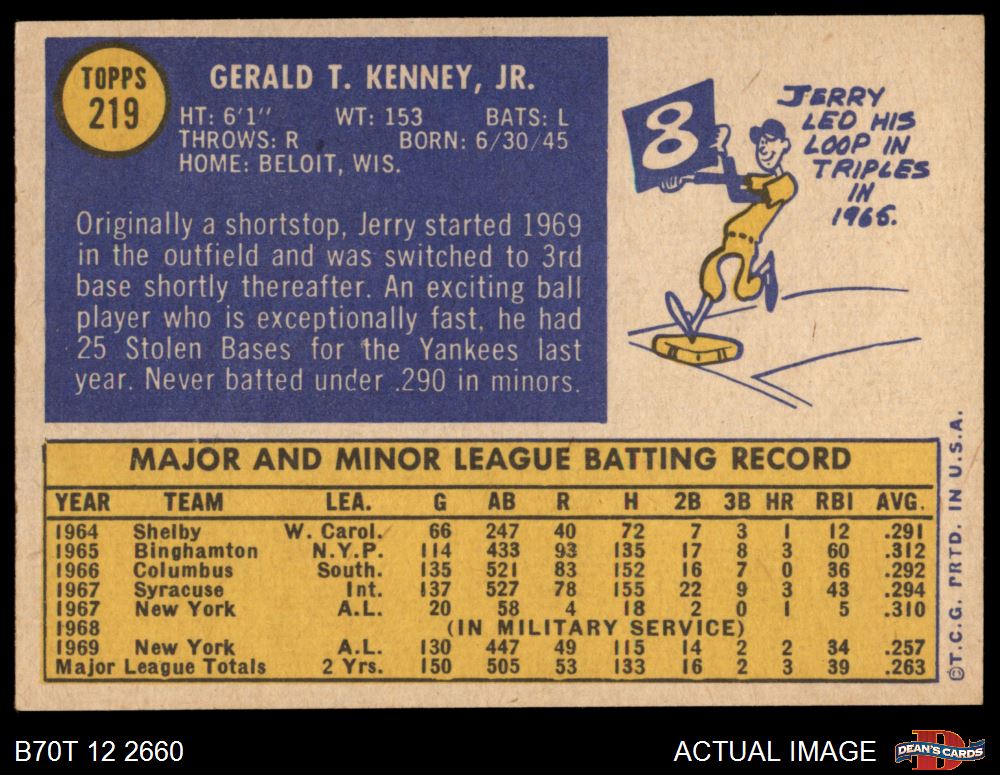 TOPPS
219
GERALD T. KENNEY, JR.
HT: 6'1" WT: 153 BATS: L
THROWS: R BORN: 6/30/45
HOME: BELOIT, WIS.
Originally a shortstop, Jerry started 1969
in the outfield and was switched to 3rd
base shortly thereafter. An exciting ball
player who is exceptionally fast, he had
25 Stolen Bases for the Yankees last
year. Never batted under .290 in minors.
8
JERRY
LED HIS
LOOP IN
TRIPLES
IN
1965.
MAJOR AND MINOR LEAGUE BATTING RECORD
YEAR TEAM LEA. G AB R H 2B 3B HR RBI AVG.
1964 Shelby W. Carol. 66 247 40 72 7 3 1 12 .291
1965 Binghamton N.Y.P. 114 433 93 135 17 8 3 60 .312
1966 Columbus South. 135 521 83 152 16 7 0 36 .292
1967 Syracuse Int. 137 527 78 155 22 9 3 43 .294
1967 New York A.L. 20 58 4 18 2 0 1 5 .310
1968 (IN MILITARY SERVICE)
1969 New York A.L. 130 447 49 115 14 2 2 34 .257
Major League Totals 2 Yrs. 150 505 53 133 16 2 3 39 .263
©T.C.G. PRTD. IN U.S.A.
B70T 12 2660
ACTUAL IMAGE
DEAN'S CARDS